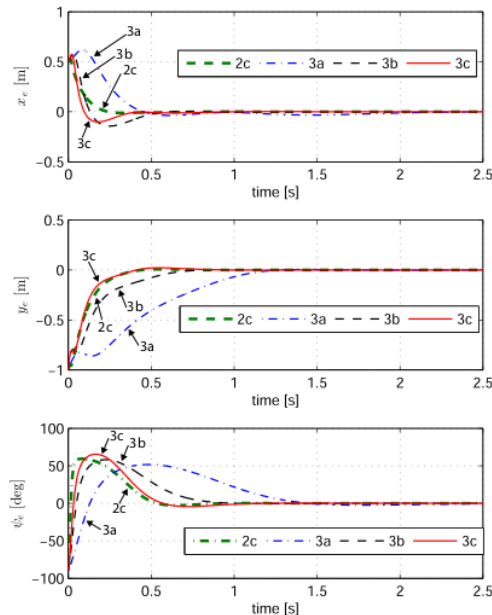 1
3a
3b
2c
0.5
2c 3a 3b 3c
x e [m]
0
3c
−0.5
0 0.5 1 1.5 2 2.5
time [s]
0.5
3c
0
y e [m]
2c
3b
−0.5
3a
2c 3a 3b 3c
−1
0 0.5 1 1.5 2 2.5
time [s]
100
3c
3b
50
ψ e [deg]
0
2c
3a
−50
2c 3a 3b 3c
−100
0 0.5 1 1.5 2 2.5
time [s]